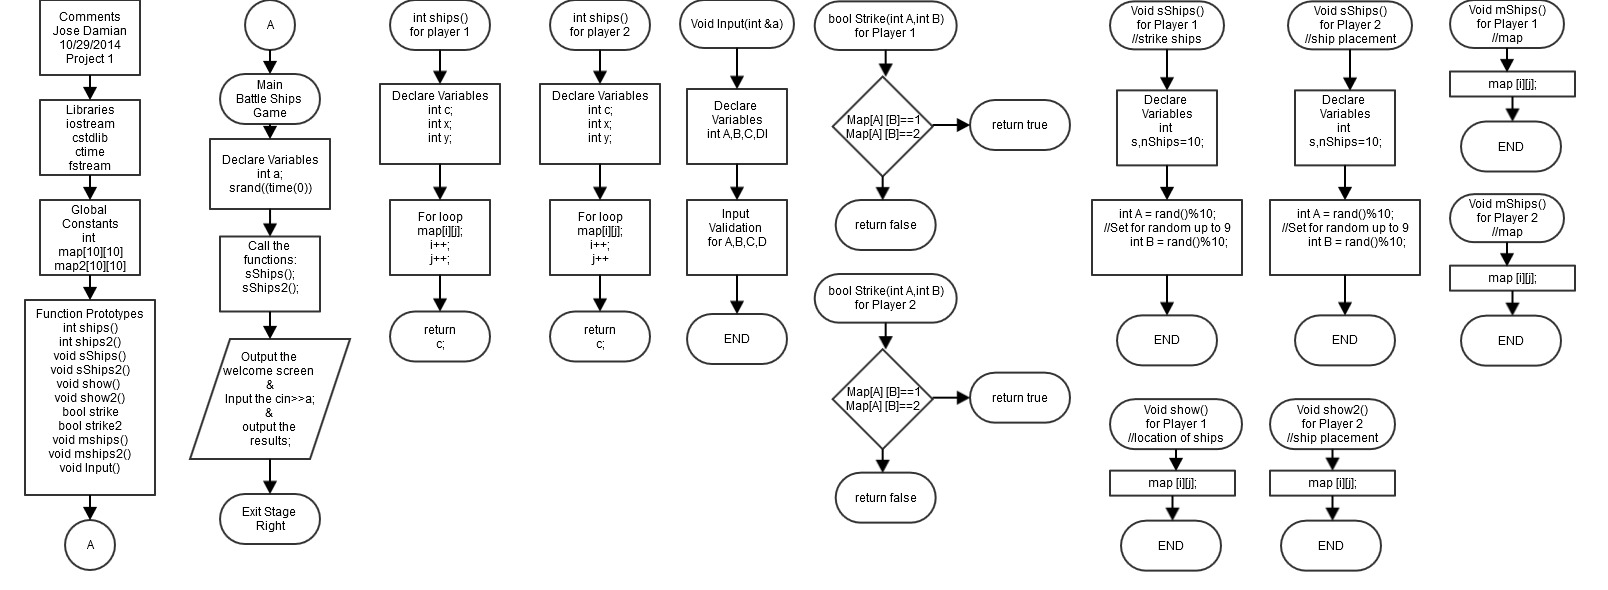 Comments
Jose Damian
10/29/2014
Project 1
Libraries
iostream
cstdlib
ctime
fstream
Global
Constants
int
map[10][10]
map2[10][10]
Function Prototypes
int ships()
int ships2()
void sShips()
void sShips2()
void show()
void show2()
bool strike
bool strike2
void mships()
void mships2()
void Input()
A
A
Main
Battle Ships
Game
Declare Variables
int a;
srand((time(0))
Call the
functions:
sShips();
sShips2();
Output the
welcome screen
&
Input the cin>>a;
&
output the
results;
Exit Stage
Right
int ships()
for player 1
Declare Variables
int c;
int x;
int y;
For loop
map[i][j];
i++;
j++;
return
c;
int ships()
for player 2
Declare Variables
int c;
int x;
int y;
For loop
map[i][j];
i++;
j++
return
c;
Void Input(int &a)
Declare
Variables
int A,B,C,DI
Input
Validation
for A,B,C,D
END
bool Strike(int A,int B)
for Player 1
Map[A] [B]==1
Map[A] [B]==2
return true
return false
bool Strike(int A,int B)
for Player 2
Map[A] [B]==1
Map[A] [B]==2
return true
return false
Void sShips()
for Player 1
//strike ships
Declare
Variables
int
s,nShips=10;
int A = rand()%10;
//Set for random up to 9
int B = rand()%10;
END
Void show()
for Player 1
//location of ships
map [i][j];
END
Void sShips()
for Player 2
//ship placement
Declare
Variables
int
s,nShips=10;
int A = rand()%10;
//Set for random up to 9
int B = rand()%10;
END
Void show2()
for Player 2
//ship placement
map [i][j];
END
Void mShips()
for Player 1
//map
map [i][j];
END
Void mShips()
for Player 2
//map
map [i][j];
END